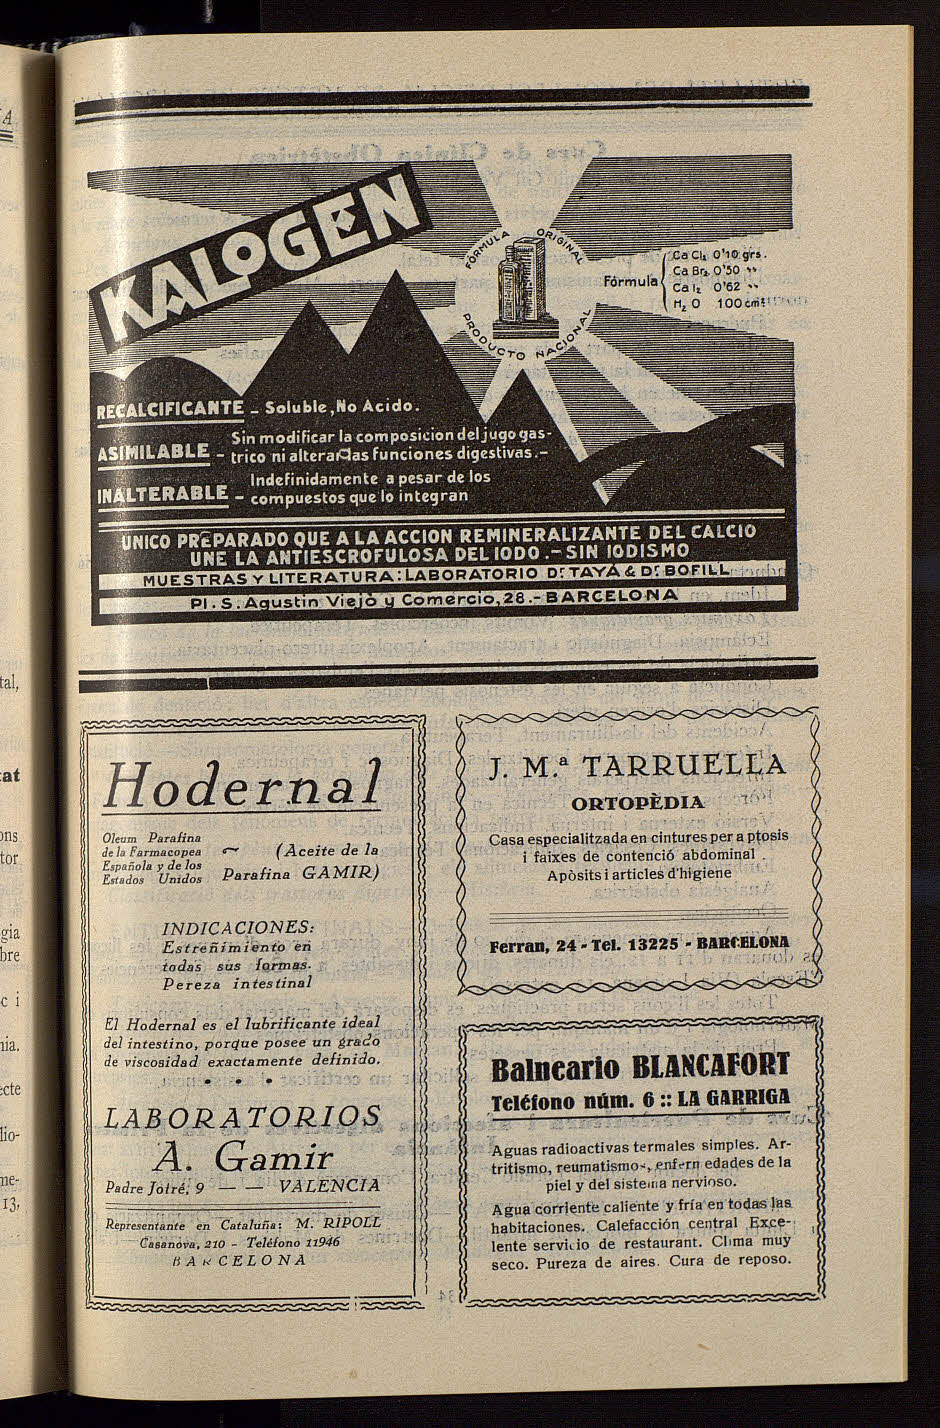 KALOGEN
FÓRMULA ORIGINAL
PRODUCTO NACIONAL
Fórmula
Ca Cl₂ 0'10 grs.
Ca Br₂ 0'50 "
Ca I₂ 0'62 "
H₂ O 100 cm³
RECALCIFICANTE - Soluble, No Acido.
ASIMILABLE - Sin modificar la composicion del jugo gas-
trico ni alterar las funciones digestivas.-
INALTERABLE - Indefinidamente a pesar de los
compuestos que lo integran
UNICO PREPARADO QUE A LA ACCION REMINERALIZANTE DEL CALCIO
UNE LA ANTIESCROFULOSA DEL IODO.-SIN IODISMO
MUESTRAS Y LITERATURA: LABORATORIO Dr. TAYÁ & Dr. BOFILL
Pl. S. Agustin Viejo y Comercio, 28.- BARCELONA
Hodernal
Oleum Parafina
de la Farmacopea
Española y de los
Estados Unidos
~ (Aceite de la
Parafina GAMIR)
INDICACIONES:
Estreñimiento en
todas sus formas.
Pereza intestinal
El Hodernal es el lubrificante ideal
del intestino, porque posee un grado
de viscosidad exactamente definido.
LABORATORIOS
A. Gamir
Padre Jofré, 9 — — VALENCIA
Representante en Cataluña: M. RIPOLL
Casanova, 210 - Teléfono 11946
BARCELONA
J. M.ª TARRUELLA
ORTOPÈDIA
Casa especialitzada en cintures per a ptosis
i faixes de contenció abdominal.
Apòsits i articles d'higiene
Ferran, 24 - Tel. 13225 - BARCELONA
Balneario BLANCAFORT
Teléfono núm. 6 :: LA GARRIGA
Aguas radioactivas termales simples. Ar-
tritismo, reumatismos, enfermedades de la
piel y del sistema nervioso.
Agua corriente caliente y fría en todas las
habitaciones. Calefacción central Exce-
lente servicio de restaurant. Clima muy
seco. Pureza de aires. Cura de reposo.